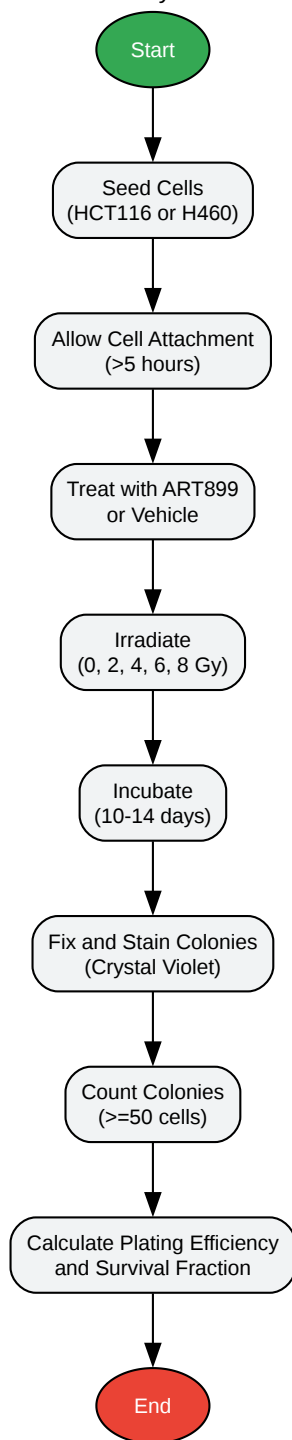 Start
Seed Cells
(HCT116 or H460)
Allow Cell Attachment
(>5 hours)
Treat with ART899
or Vehicle
Irradiate
(0, 2, 4, 6, 8 Gy)
Incubate
(10-14 days)
Fix and Stain Colonies
(Crystal Violet)
Count Colonies
(>=50 cells)
Calculate Plating Efficiency
and Survival Fraction
End